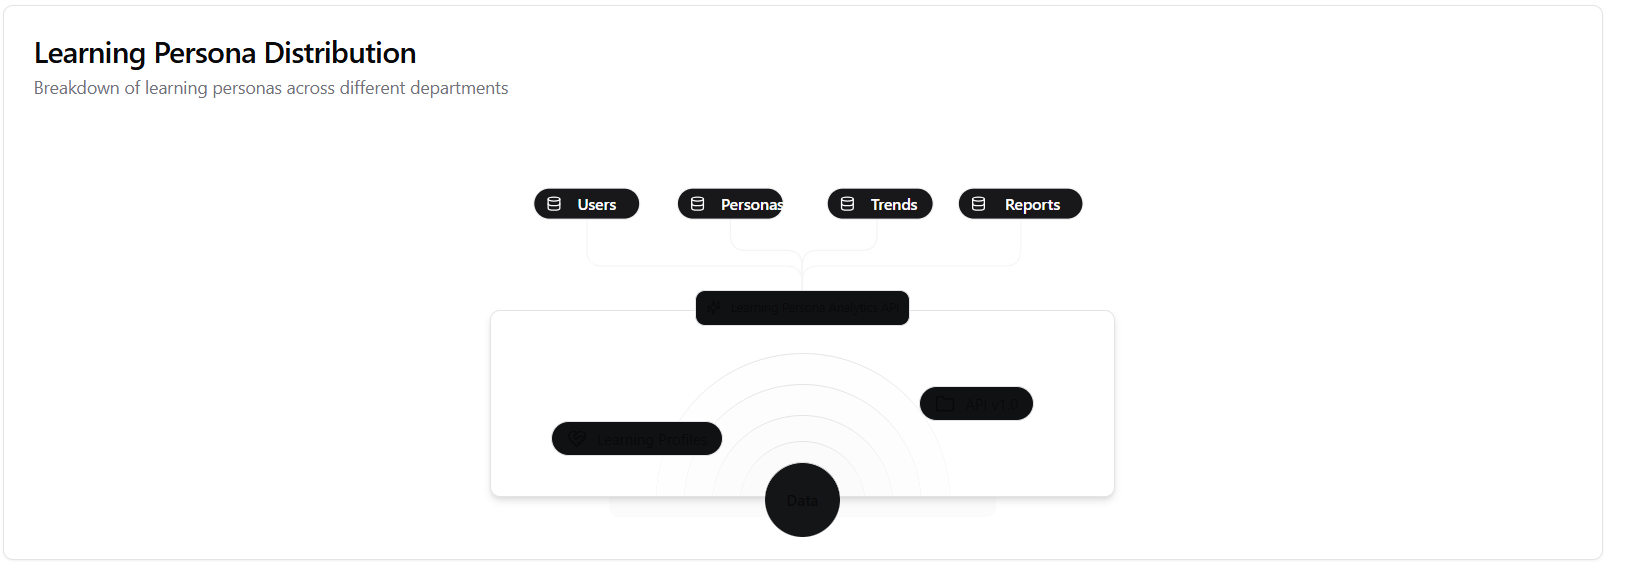 Learning Persona Distribution
Breakdown of learning personas across different departments
Users
Personas
Trends
Reports
Learning Persona Analytics API
API v1.0
Learning Profiles
Data